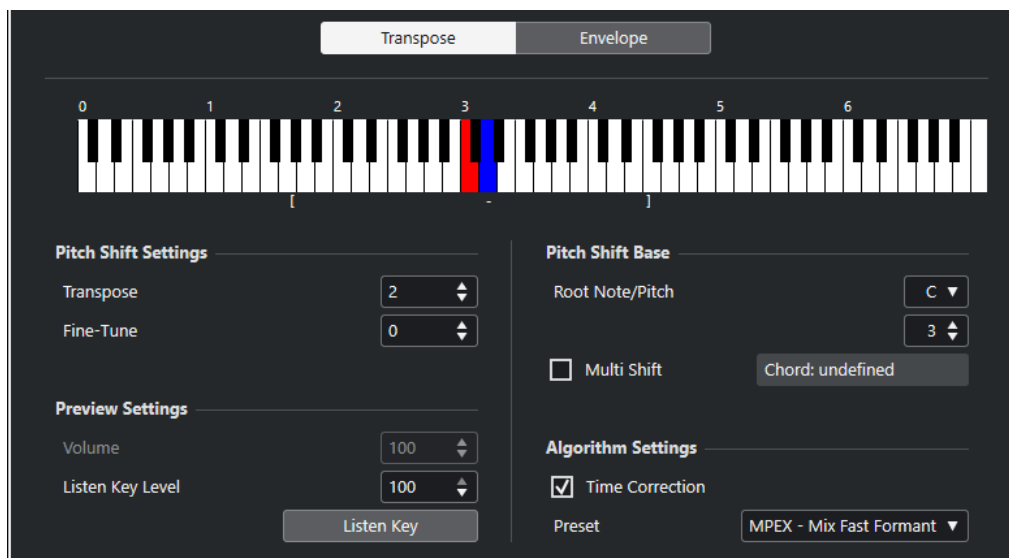 Transpose Envelope
0 1 2 3 4 5 6
[ - ]
Pitch Shift Settings
Transpose 2
Fine-Tune 0
Preview Settings
Volume 100
Listen Key Level 100
Listen Key
Pitch Shift Base
Root Note/Pitch C
3
Multi Shift Chord: undefined
Algorithm Settings
Time Correction
Preset MPEX - Mix Fast Formant